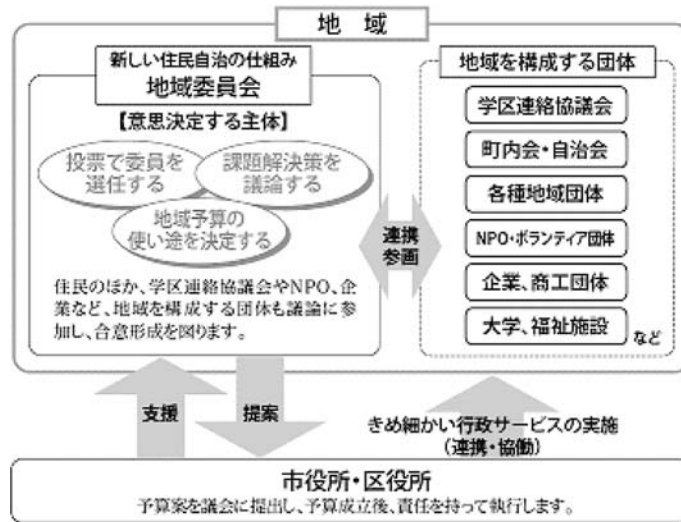 地域
新しい住民自治の仕組み
地域委員会
【意思決定する主体】
投票で委員を
選任する
課題解決策を
議論する
地域予算の
使い途を決定する
住民のほか、学区連絡協議会やNPO、企
業など、地域を構成する団体も議論に参
加し、合意形成を図ります。
連携
参画
地域を構成する団体
学区連絡協議会
町内会・自治会
各種地域団体
NPO・ボランティア団体
企業、商工団体
大学、福祉施設
など
支援
提案
きめ細かい行政サービスの実施
(連携・協働)
市役所・区役所
予算案を議会に提出し、予算成立後、責任を持って執行します。